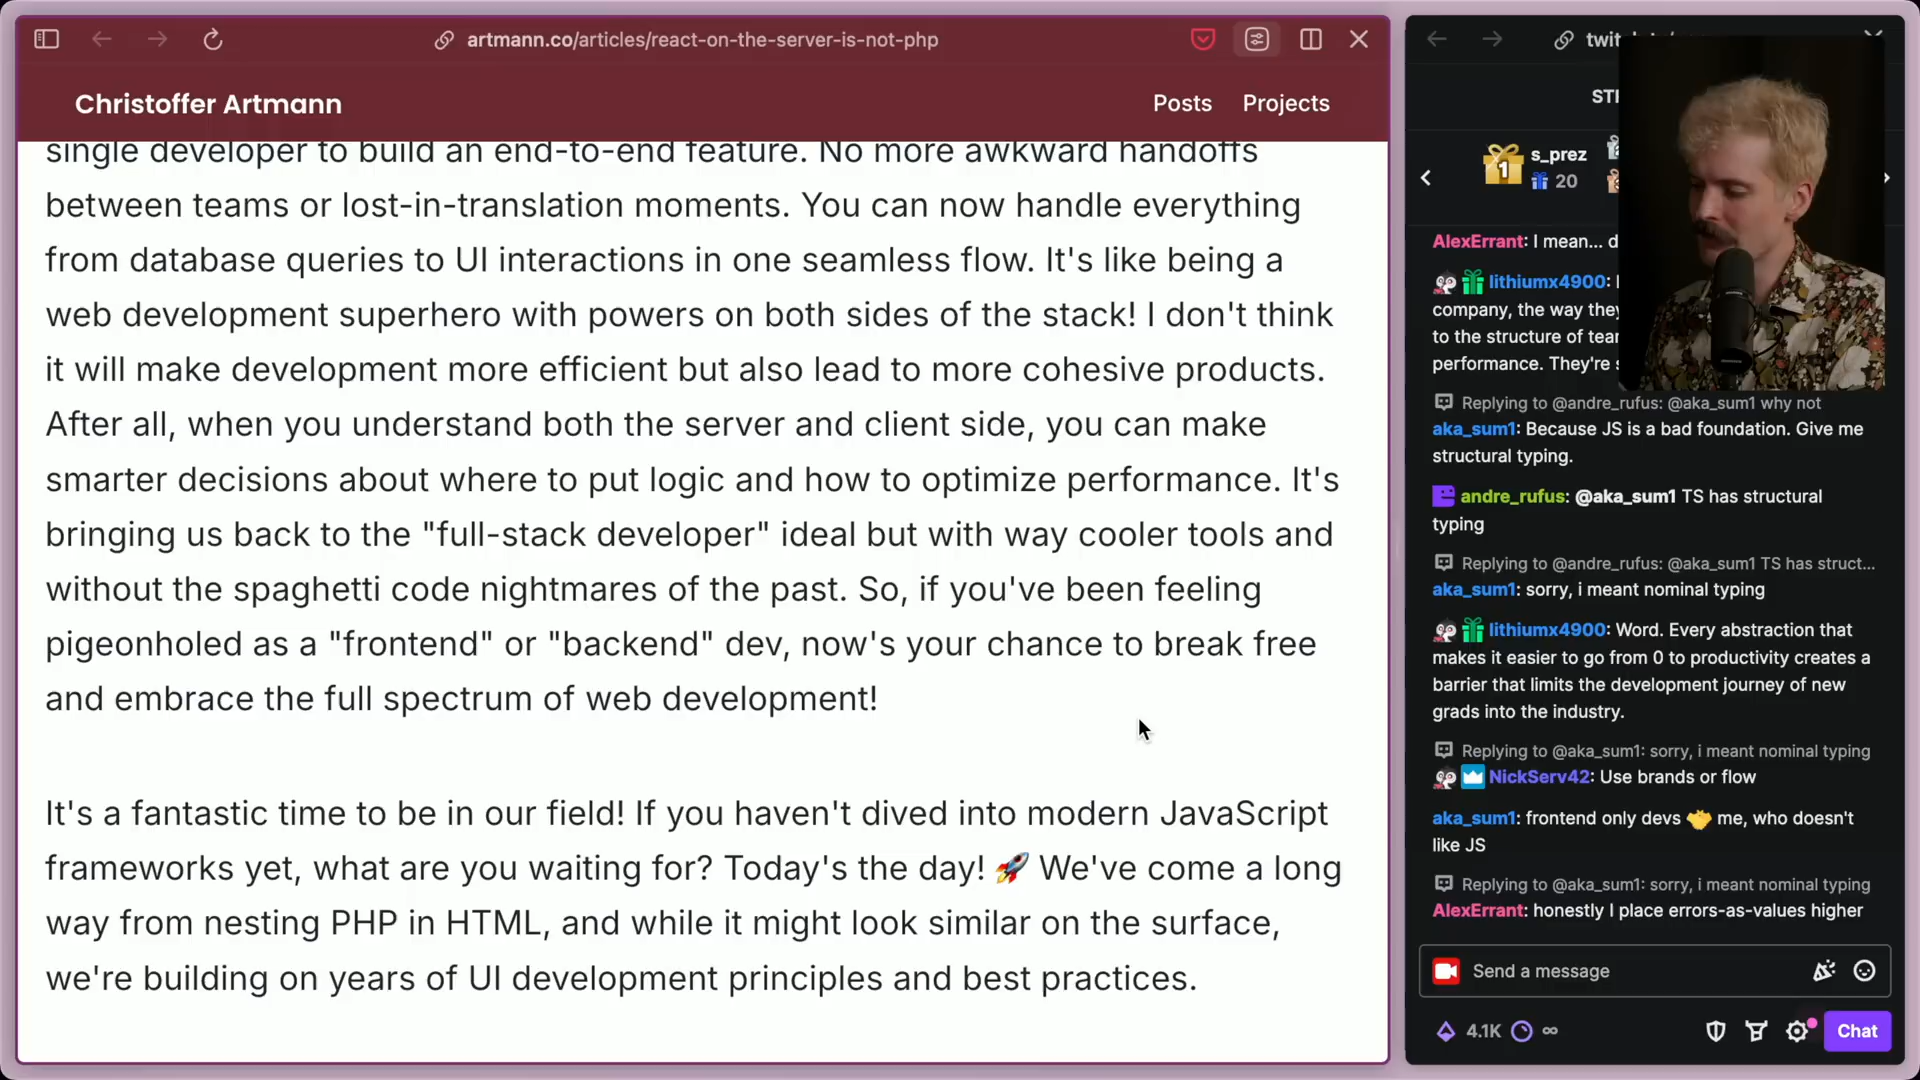 artmann.co/articles/react-on-the-server-is-not-php
Christoffer Artmann
Posts
Projects
single developer to build an end-to-end feature. No more awkward handoffs
between teams or lost-in-translation moments. You can now handle everything
from database queries to UI interactions in one seamless flow. It's like being a
web development superhero with powers on both sides of the stack! I don't think
it will make development more efficient but also lead to more cohesive products.
After all, when you understand both the server and client side, you can make
smarter decisions about where to put logic and how to optimize performance. It's
bringing us back to the "full-stack developer" ideal but with way cooler tools and
without the spaghetti code nightmares of the past. So, if you've been feeling
pigeonholed as a "frontend" or "backend" dev, now's your chance to break free
and embrace the full spectrum of web development!
It's a fantastic time to be in our field! If you haven't dived into modern JavaScript
frameworks yet, what are you waiting for? Today's the day! 🚀 We've come a long
way from nesting PHP in HTML, and while it might look similar on the surface,
we're building on years of UI development principles and best practices.
1
s_prez
20
AlexErrant: I mean...
lithiumx4900:
company, the way they
to the structure of
performance. They're
Replying to @andre_rufus: @aka_sum1 why not
aka_sum1: Because JS is a bad foundation. Give me
structural typing.
andre_rufus: @aka_sum1 TS has structural
typing
Replying to @andre_rufus: @aka_sum1 TS has struct...
aka_sum1: sorry, i meant nominal typing
lithiumx4900: Word. Every abstraction that
makes it easier to go from 0 to productivity creates a
barrier that limits the development journey of new
grads into the industry.
Replying to @aka_sum1: sorry, i meant nominal typing
NickServ42: Use brands or flow
aka_sum1: frontend only devs 🤝 me, who doesn't
like JS
Replying to @aka_sum1: sorry, i meant nominal typing
AlexErrant: honestly I place errors-as-values higher
Send a message
4.1K
∞
Chat